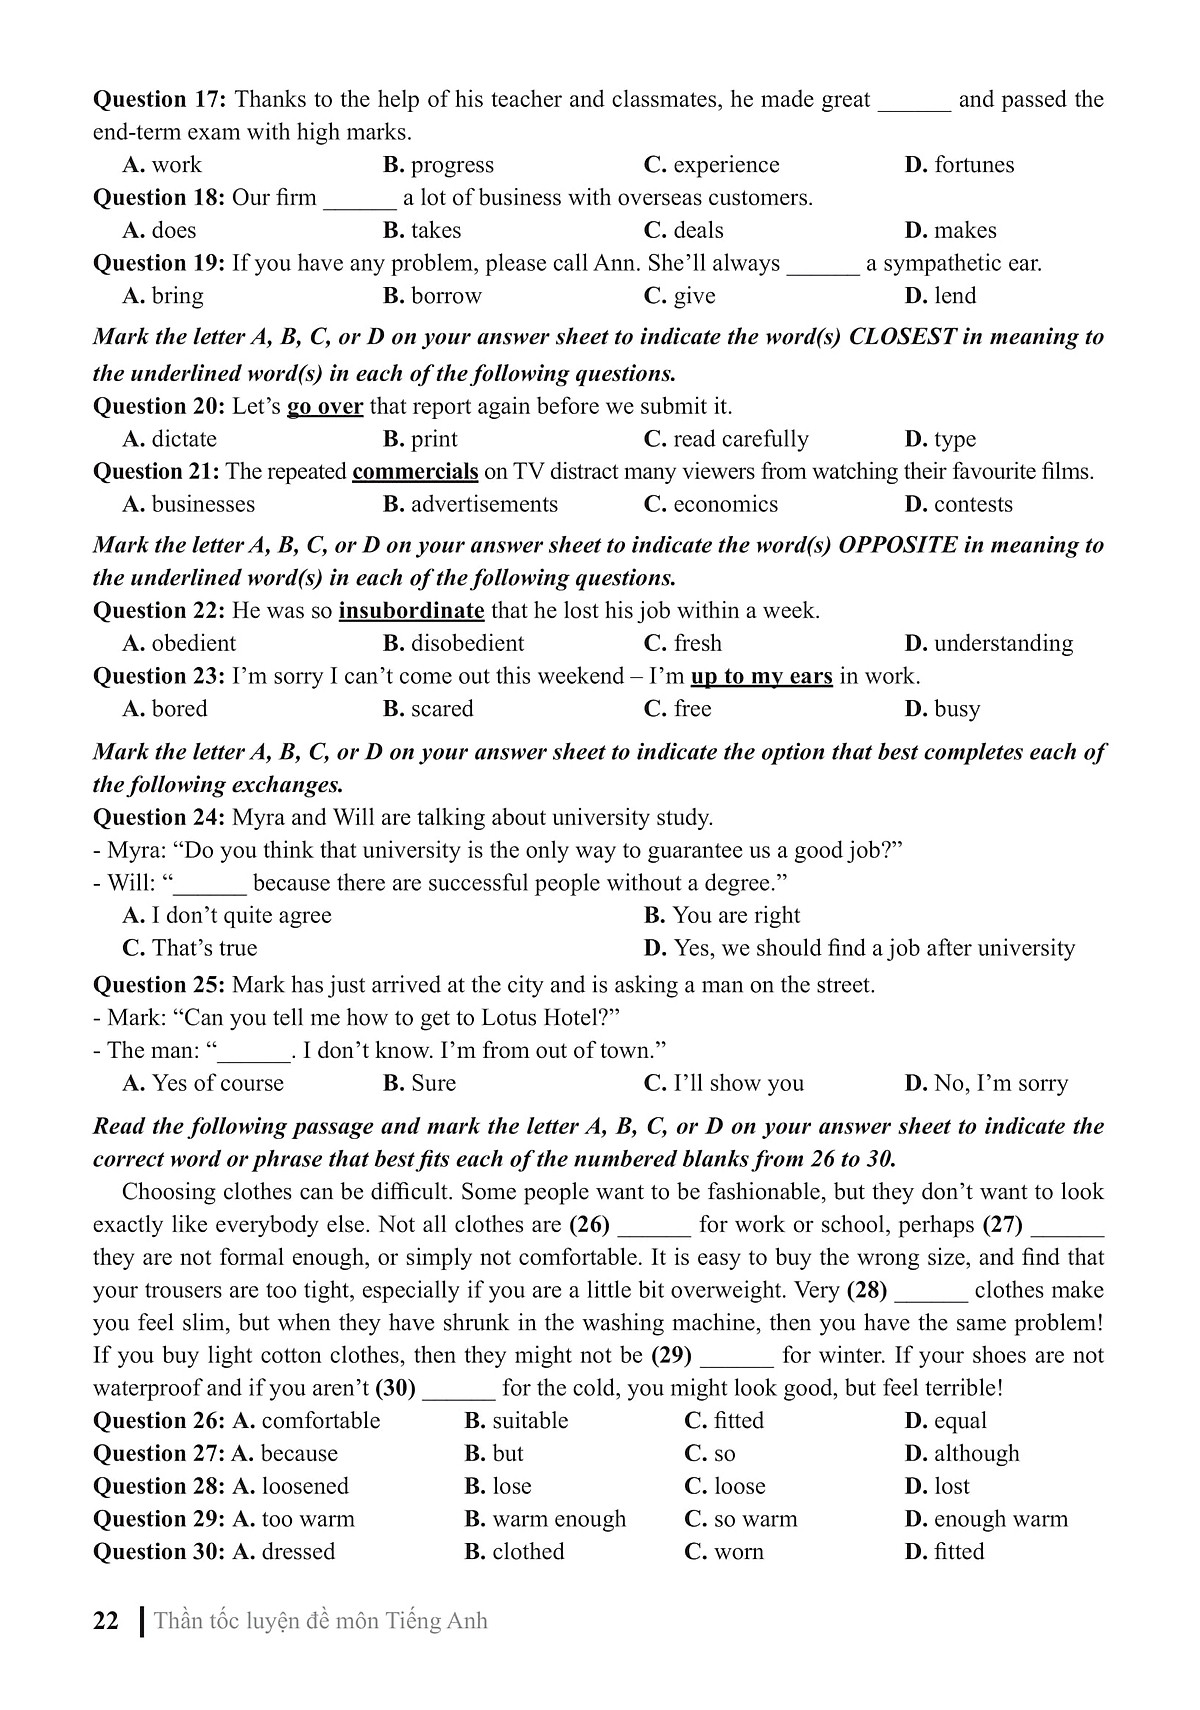 Question 17: Thanks to the help of his teacher and classmates, he made great ______ and passed the
end-term exam with high marks.
A. work B. progress C. experience D. fortunes
Question 18: Our firm ______ a lot of business with overseas customers.
A. does B. takes C. deals D. makes
Question 19: If you have any problem, please call Ann. She’ll always ______ a sympathetic ear.
A. bring B. borrow C. give D. lend
Mark the letter A, B, C, or D on your answer sheet to indicate the word(s) CLOSEST in meaning to
the underlined word(s) in each of the following questions.
Question 20: Let’s go over that report again before we submit it.
A. dictate B. print C. read carefully D. type
Question 21: The repeated commercials on TV distract many viewers from watching their favourite films.
A. businesses B. advertisements C. economics D. contests
Mark the letter A, B, C, or D on your answer sheet to indicate the word(s) OPPOSITE in meaning to
the underlined word(s) in each of the following questions.
Question 22: He was so insubordinate that he lost his job within a week.
A. obedient B. disobedient C. fresh D. understanding
Question 23: I’m sorry I can’t come out this weekend – I’m up to my ears in work.
A. bored B. scared C. free D. busy
Mark the letter A, B, C, or D on your answer sheet to indicate the option that best completes each of
the following exchanges.
Question 24: Myra and Will are talking about university study.
- Myra: “Do you think that university is the only way to guarantee us a good job?”
- Will: “______ because there are successful people without a degree.”
A. I don’t quite agree B. You are right
C. That’s true D. Yes, we should find a job after university
Question 25: Mark has just arrived at the city and is asking a man on the street.
- Mark: “Can you tell me how to get to Lotus Hotel?”
- The man: “______. I don’t know. I’m from out of town.”
A. Yes of course B. Sure C. I’ll show you D. No, I’m sorry
Read the following passage and mark the letter A, B, C, or D on your answer sheet to indicate the
correct word or phrase that best fits each of the numbered blanks from 26 to 30.
Choosing clothes can be difficult. Some people want to be fashionable, but they don’t want to look
exactly like everybody else. Not all clothes are (26) ______ for work or school, perhaps (27) ______
they are not formal enough, or simply not comfortable. It is easy to buy the wrong size, and find that
your trousers are too tight, especially if you are a little bit overweight. Very (28) ______ clothes make
you feel slim, but when they have shrunk in the washing machine, then you have the same problem!
If you buy light cotton clothes, then they might not be (29) ______ for winter. If your shoes are not
waterproof and if you aren’t (30) ______ for the cold, you might look good, but feel terrible!
Question 26: A. comfortable B. suitable C. fitted D. equal
Question 27: A. because B. but C. so D. although
Question 28: A. loosened B. lose C. loose D. lost
Question 29: A. too warm B. warm enough C. so warm D. enough warm
Question 30: A. dressed B. clothed C. worn D. fitted
22 Thần tốc luyện đề môn Tiếng Anh